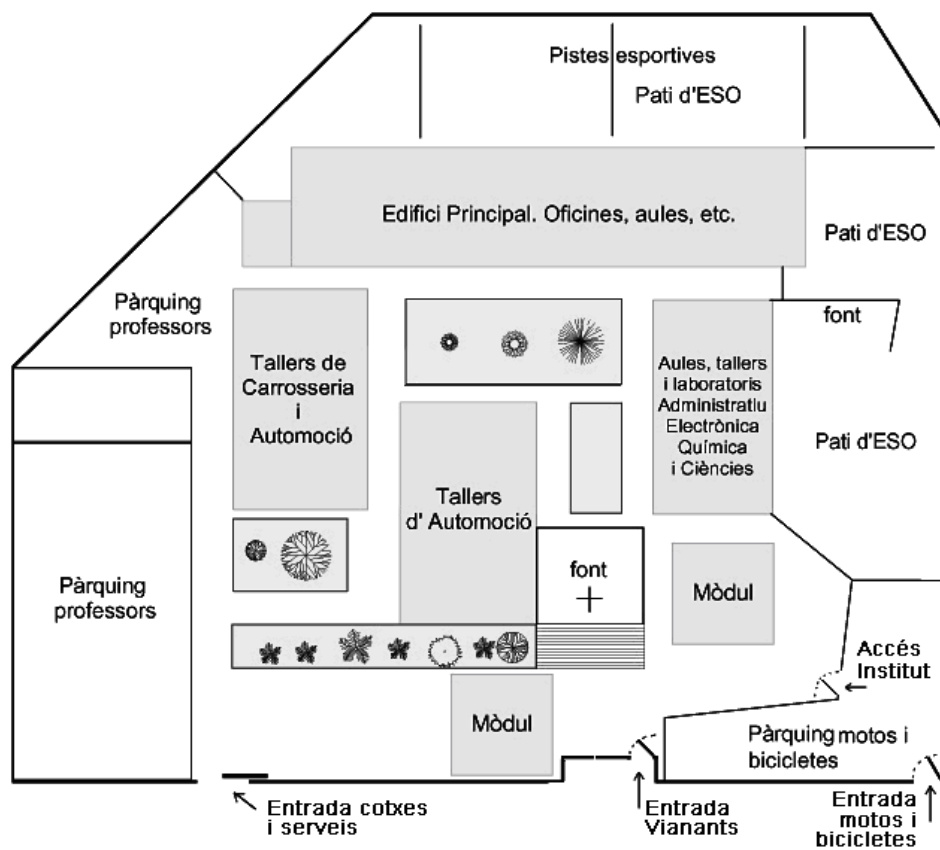 Pistes esportives
Pati d'ESO
Edifici Principal. Oficines, aules, etc.
Pati d'ESO
Pàrquing
professors
Tallers de
Carrosseria
i
Automoció
font
Aules, tallers
i laboratoris
Administratiu
Electrònica
Química
i Ciències
Pati d'ESO
Tallers
d' Automoció
Pàrquing
professors
font
Mòdul
Accés
Institut
Mòdul
Pàrquing motos i
bicicletes
Entrada cotxes
i serveis
Entrada
Vianants
Entrada
motos i
bicicletes